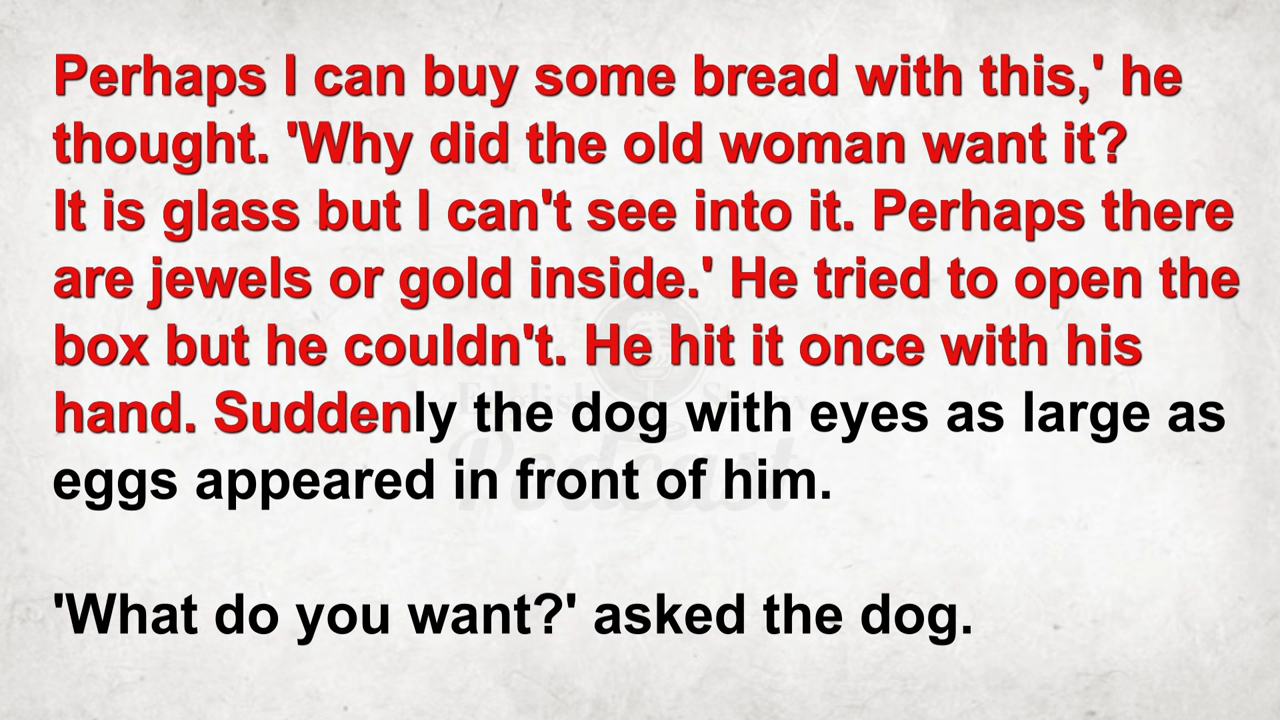 Perhaps I can buy some bread with this,' he
thought. 'Why did the old woman want it?
It is glass but I can't see into it. Perhaps there
are jewels or gold inside.' He tried to open the
box but he couldn't. He hit it once with his
hand. Suddenly the dog with eyes as large as
eggs appeared in front of him.
'What do you want?' asked the dog.